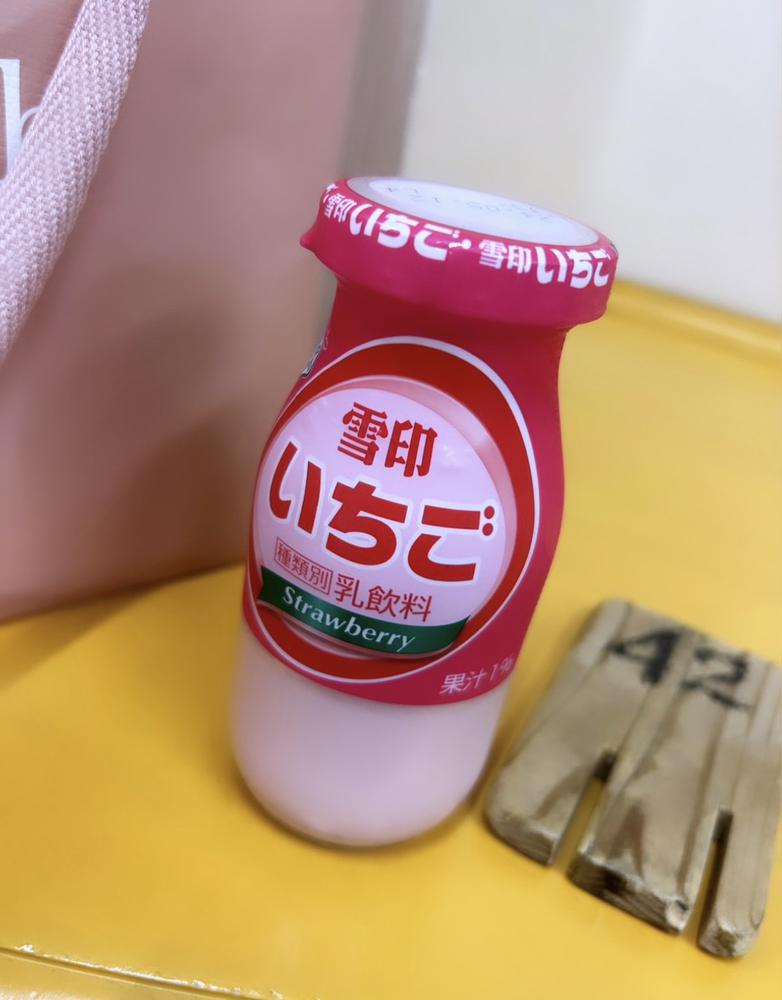 雪印いちご 雪印いちご
雪印
いちご
種類別 乳飲料
Strawberry
果汁1%
42